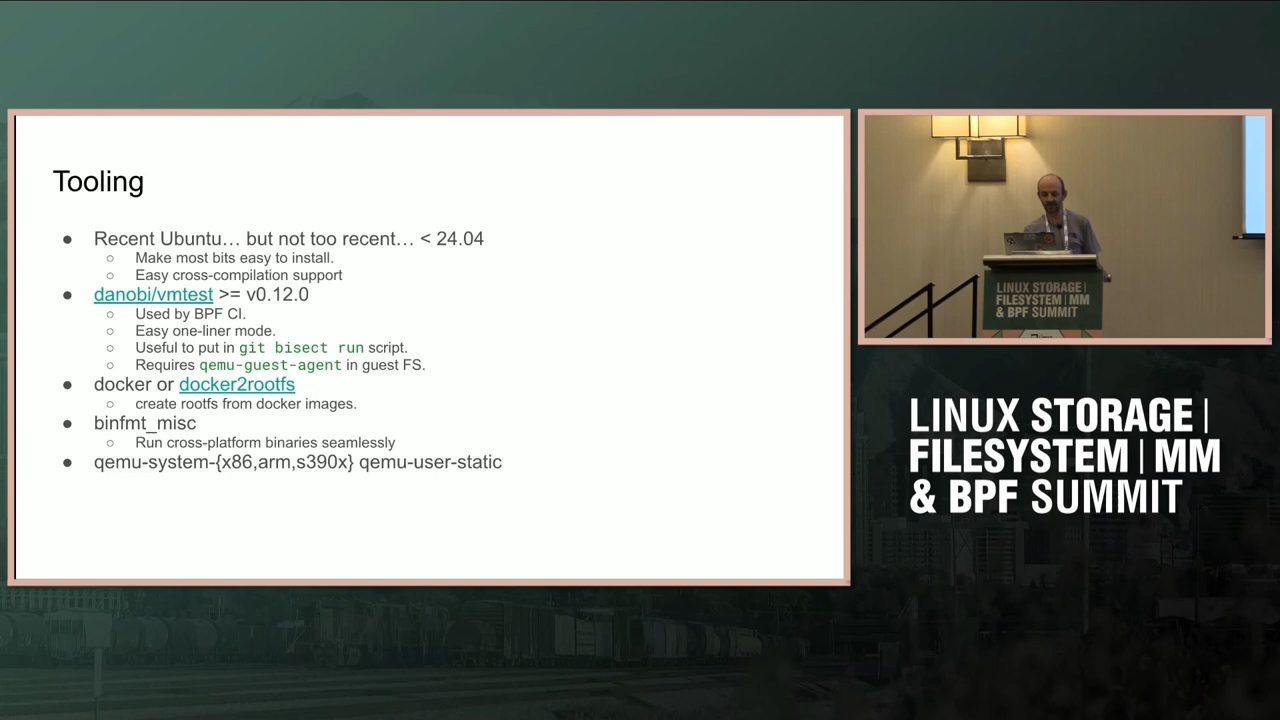 Tooling
● Recent Ubuntu… but not too recent… < 24.04
○ Make most bits easy to install.
○ Easy cross-compilation support
● danobi/vmtest >= v0.12.0
○ Used by BPF CI.
○ Easy one-liner mode.
○ Useful to put in git bisect run script.
○ Requires qemu-guest-agent in guest FS.
● docker or docker2rootfs
○ create rootfs from docker images.
● binfmt_misc
○ Run cross-platform binaries seamlessly
● qemu-system-{x86,arm,s390x} qemu-user-static
LINUX STORAGE |
FILESYSTEM | MM
& BPF SUMMIT
LINUX STORAGE |
FILESYSTEM | MM
& BPF SUMMIT